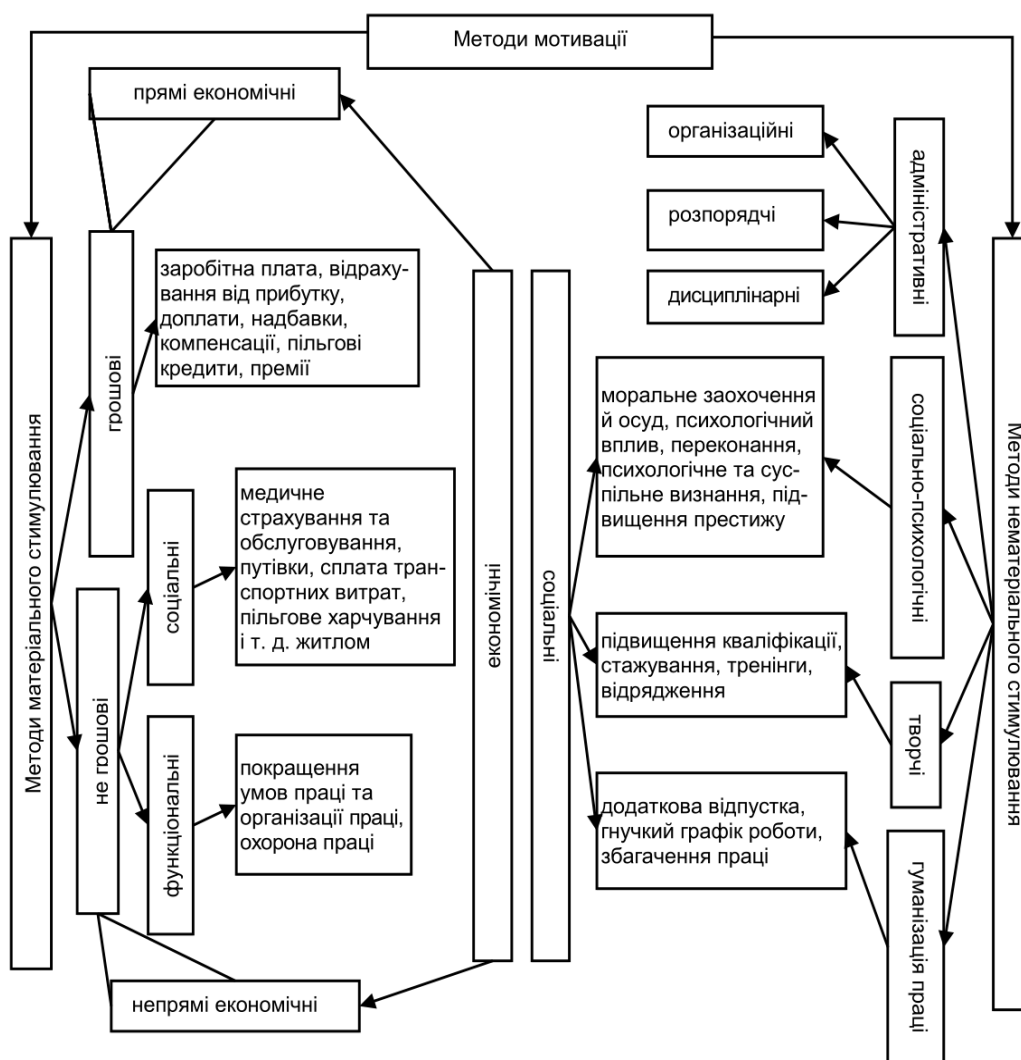 Методи мотивації
прямі економічні
організаційні
розпорядчі
дисциплінарні
адміністративні
Методи матеріального стимулювання
грошові
заробітна плата, відраху-
вання від прибутку,
доплати, надбавки,
компенсації, пільгові
кредити, премії
не грошові
соціальні
медичне
страхування та
обслуговування,
путівки, сплата тран-
спортних витрат,
пільгове харчування
і т. д. житлом
функціональні
покращення
умов праці та
організації праці,
охорона праці
непрямі економічні
економічні
соціальні
моральне заохочення
й осуд, психологічний
вплив, переконання,
психологічне та сус-
пільне визнання, під-
вищення престижу
підвищення кваліфікації,
стажування, тренінги,
відрядження
додаткова відпустка,
гнучкий графік роботи,
збагачення праці
соціально-психологічні
творчі
гуманізація праці
Методи нематеріального стимулювання